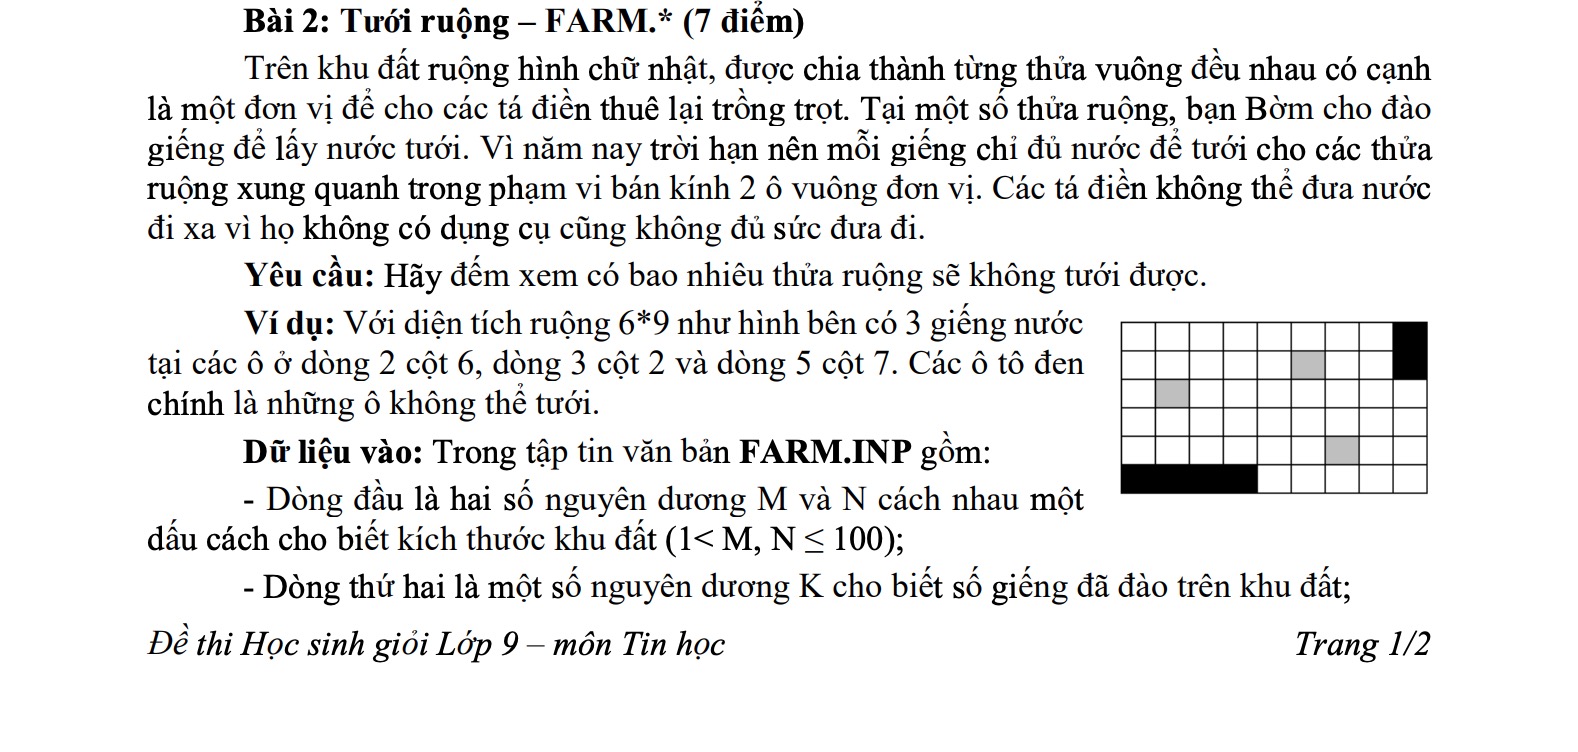 Bài 2: Tưới ruộng – FARM.* (7 điểm)
Trên khu đất ruộng hình chữ nhật, được chia thành từng thửa vuông đều nhau có cạnh
là một đơn vị để cho các tá điền thuê lại trồng trọt. Tại một số thửa ruộng, bạn Bờm cho đào
giếng để lấy nước tưới. Vì năm nay trời hạn nên mỗi giếng chỉ đủ nước để tưới cho các thửa
ruộng xung quanh trong phạm vi bán kính 2 ô vuông đơn vị. Các tá điền không thể đưa nước
đi xa vì họ không có dụng cụ cũng không đủ sức đưa đi.
Yêu cầu: Hãy đếm xem có bao nhiêu thửa ruộng sẽ không tưới được.
Ví dụ: Với diện tích ruộng 6*9 như hình bên có 3 giếng nước
tại các ô ở dòng 2 cột 6, dòng 3 cột 2 và dòng 5 cột 7. Các ô tô đen
chính là những ô không thể tưới.
Dữ liệu vào: Trong tập tin văn bản FARM.INP gồm:
- Dòng đầu là hai số nguyên dương M và N cách nhau một
dấu cách cho biết kích thước khu đất (1< M, N ≤ 100);
- Dòng thứ hai là một số nguyên dương K cho biết số giếng đã đào trên khu đất;
Đề thi Học sinh giỏi Lớp 9 – môn Tin học Trang 1/2